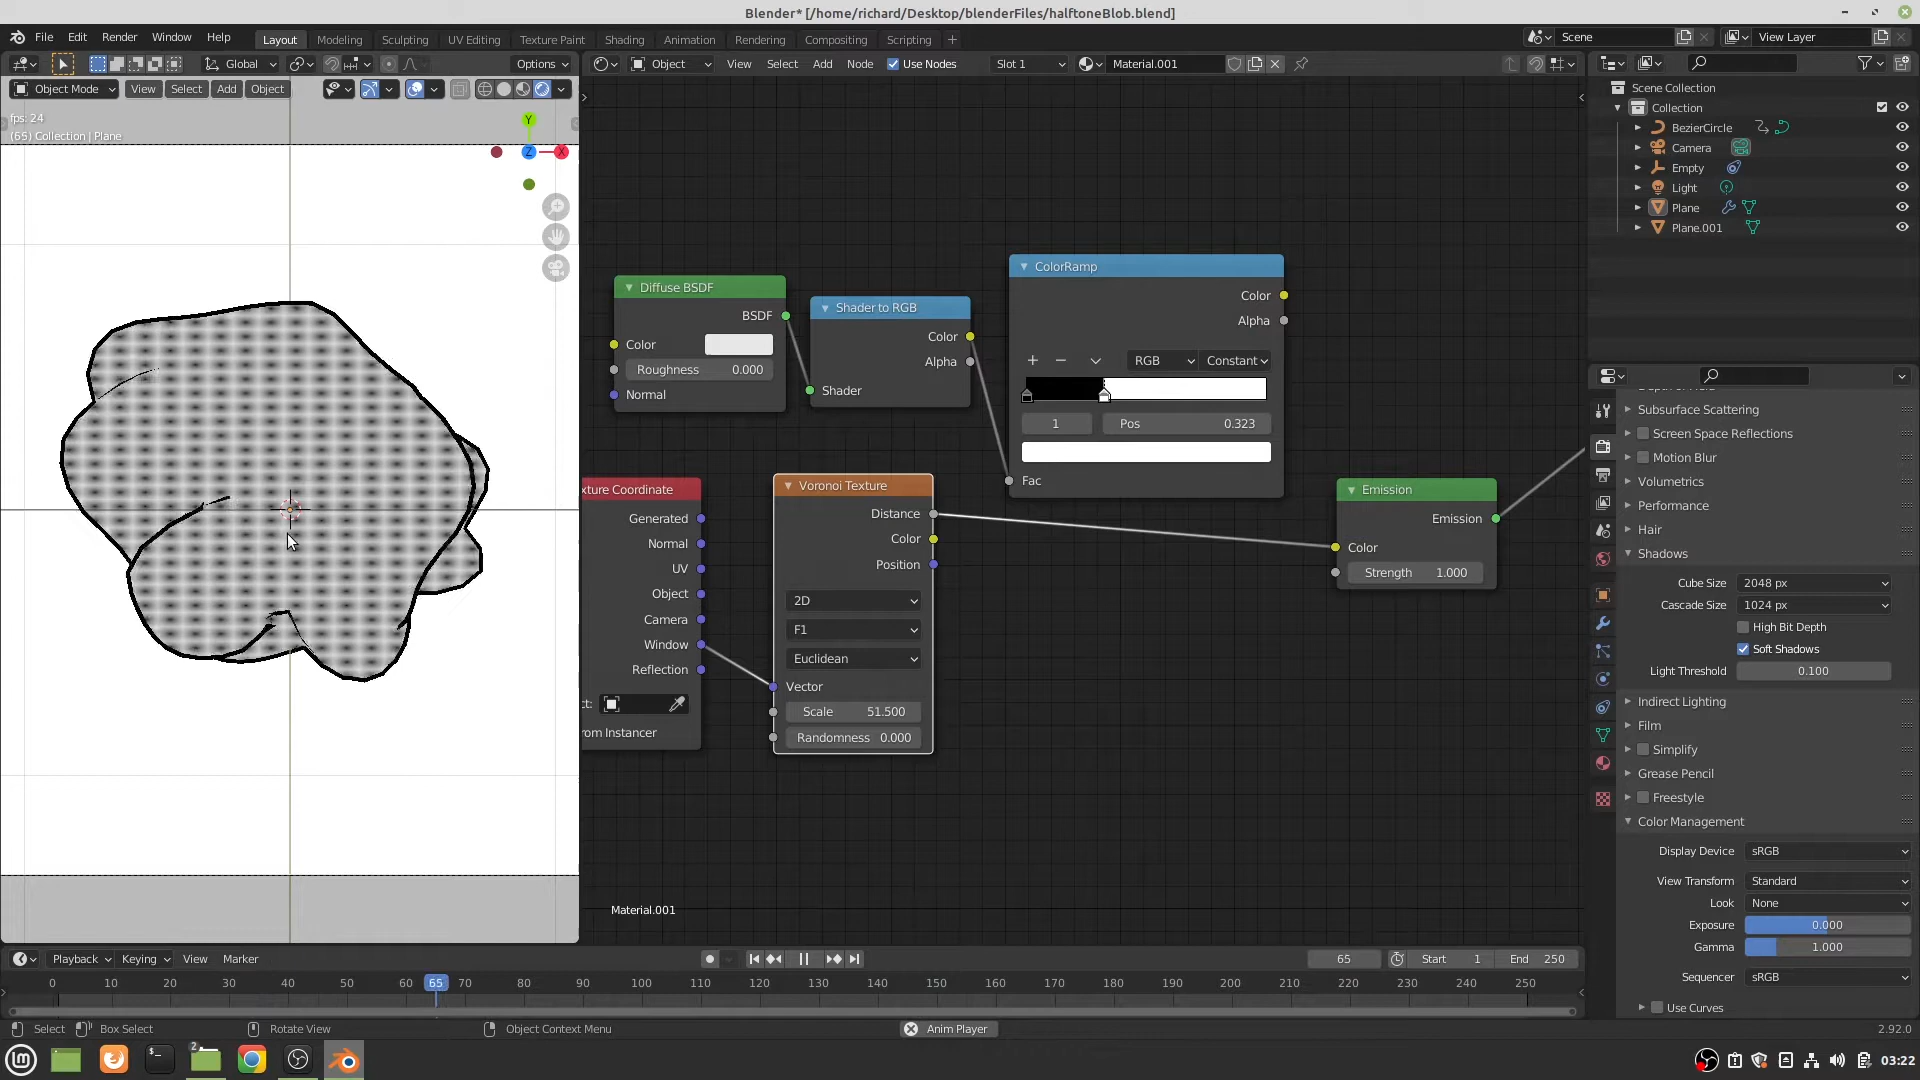 Blender* [/home/richard/Desktop/blenderFiles/halftoneBlob.blend]
File Edit Render Window Help Layout Modeling Sculpting UV Editing Texture Paint Shading Animation Rendering Compositing Scripting + Scene View Layer
Global Options Object View Select Add Node Use Nodes Slot 1 Material.001
Object Mode View Select Add Object
fps: 24
(65) Collection | Plane
Y
Z
X
Scene Collection
Collection
BezierCircle
Camera
Empty
Light
Plane
Plane.001
Diffuse BSDF
BSDF
Color
Roughness 0.000
Normal
Shader to RGB
Color
Alpha
Shader
ColorRamp
Color
Alpha
RGB Constant
1 Pos 0.323
Fac
xture Coordinate
Generated
Normal
UV
Object
Camera
Window
Reflection
ct:
rom Instancer
Voronoi Texture
Distance
Color
Position
2D
F1
Euclidean
Vector
Scale 51.500
Randomness 0.000
Emission
Emission
Color
Strength 1.000
Material.001
Subsurface Scattering
Screen Space Reflections
Motion Blur
Volumetrics
Performance
Hair
Shadows
Cube Size 2048 px
Cascade Size 1024 px
High Bit Depth
Soft Shadows
Light Threshold 0.100
Indirect Lighting
Film
Simplify
Grease Pencil
Freestyle
Color Management
Display Device sRGB
View Transform Standard
Look None
Exposure 0.000
Gamma 1.000
Sequencer sRGB
Use Curves
Playback Keying View Marker 65 Start 1 End 250
0 10 20 30 40 50 60 65 70 80 90 100 110 120 130 140 150 160 170 180 190 200 210 220 230 240 250
Select Box Select Rotate View Object Context Menu Anim Player 2.92.0
2
03:22